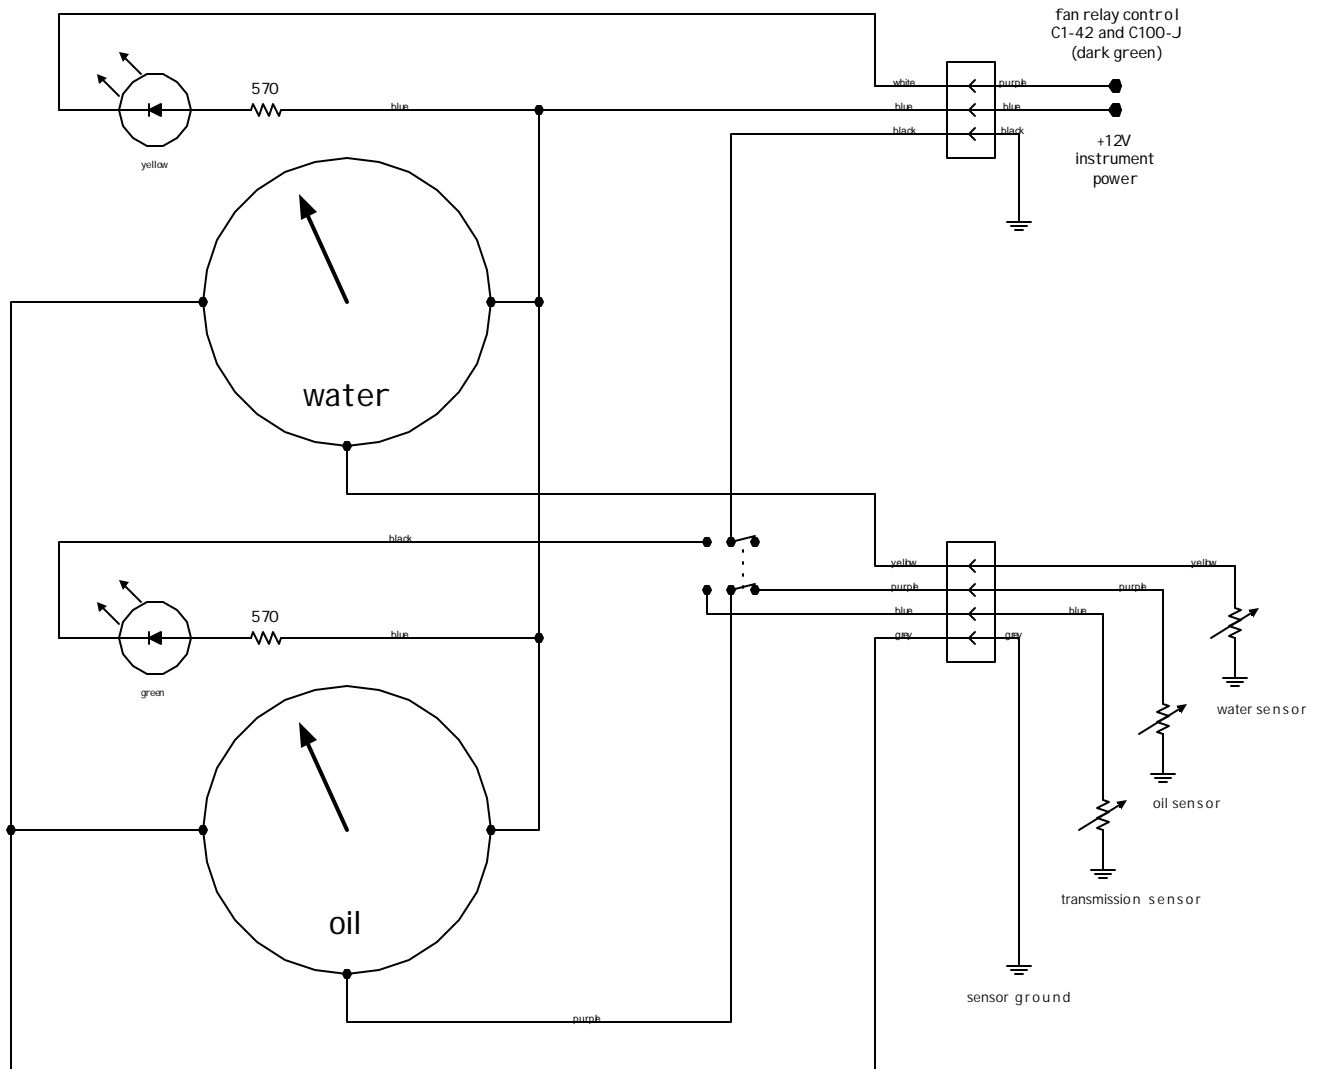 fan relay control
C1-42 and C100-J
(dark green)
570
white
purple
blue
blue
blue
black
black
+12V
instrument
power
yellow
water
black
yellow
yellow
purple
purple
570
blue
blue
blue
grey
grey
green
water sensor
oil sensor
transmission sensor
oil
sensor ground
purple